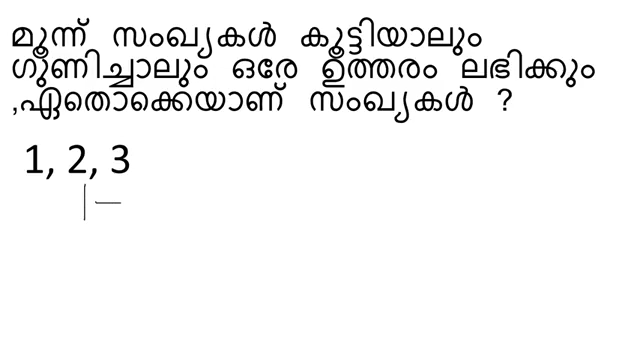 മൂന്ന് സംഖ്യകൾ കൂട്ടിയാലും
ഗുണിച്ചാലും ഒരേ ഉത്തരം ലഭിക്കും
,ഏതൊക്കെയാണ് സംഖ്യകൾ ?
1, 2, 3